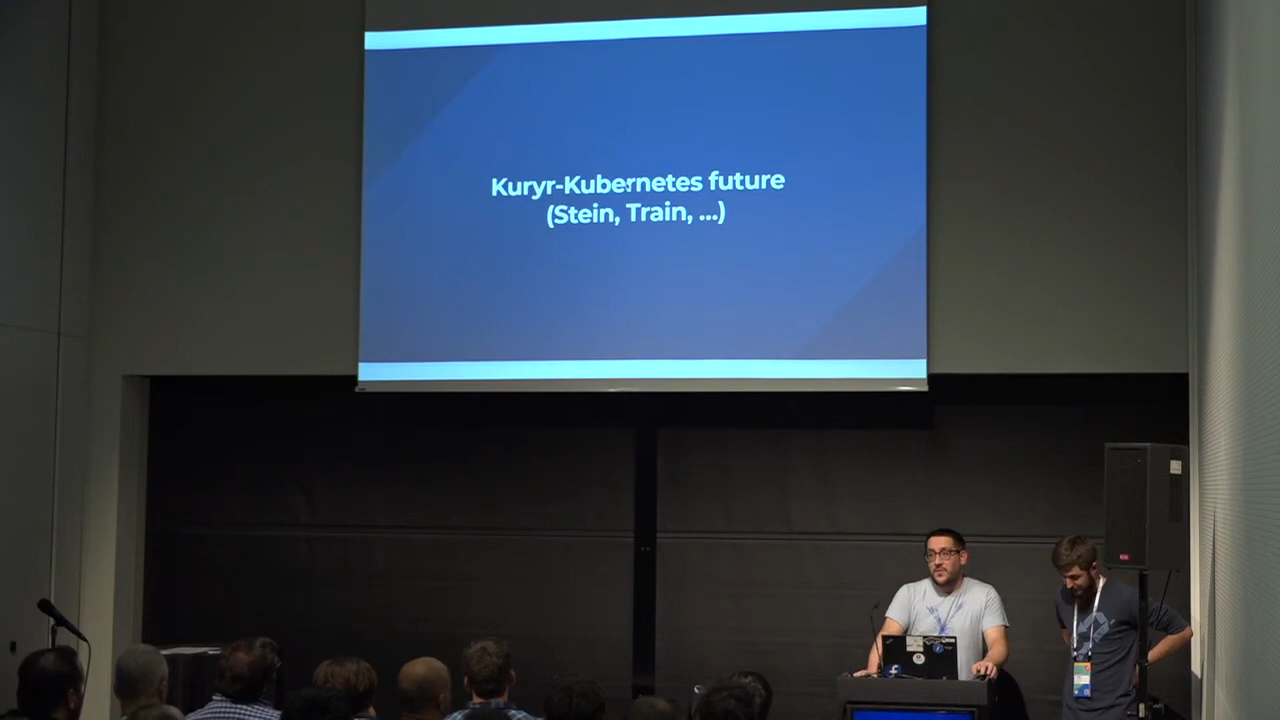 Kuryr-Kubernetes future
(Stein, Train, ...)